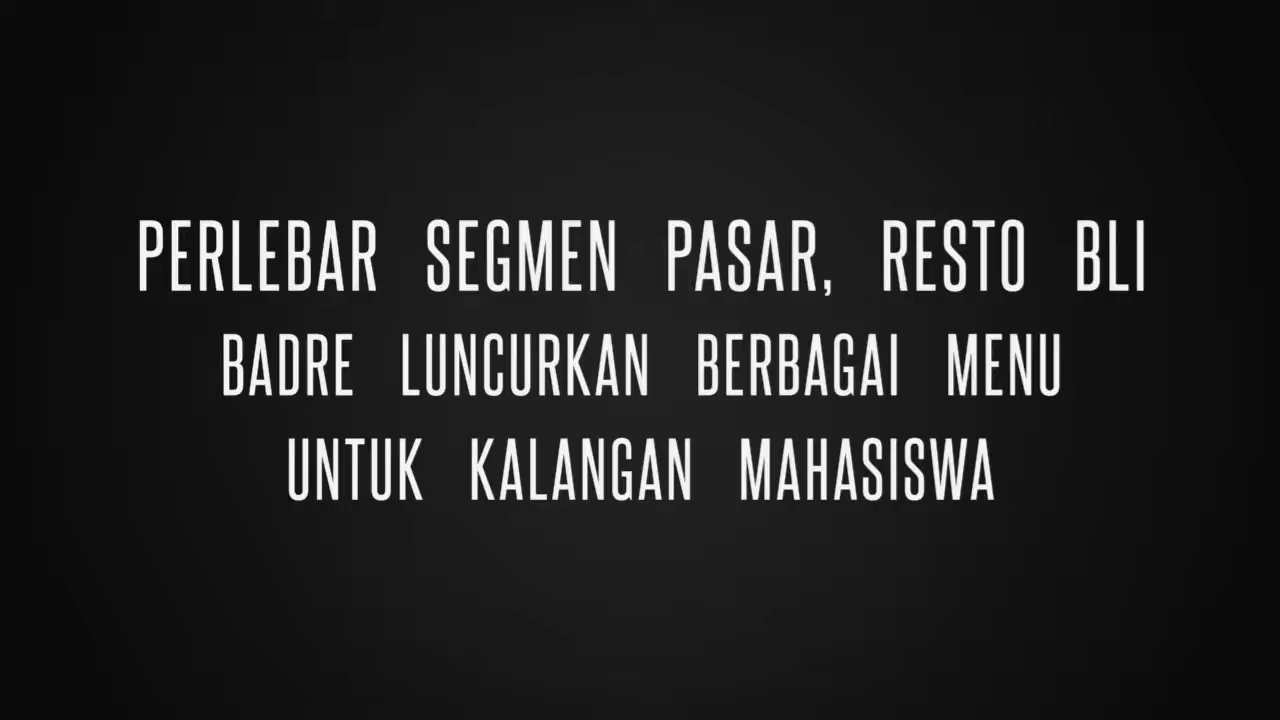 PERLEBAR SEGMEN PASAR, RESTO BLI
BADRE LUNCURKAN BERBAGAI MENU
UNTUK KALANGAN MAHASISWA